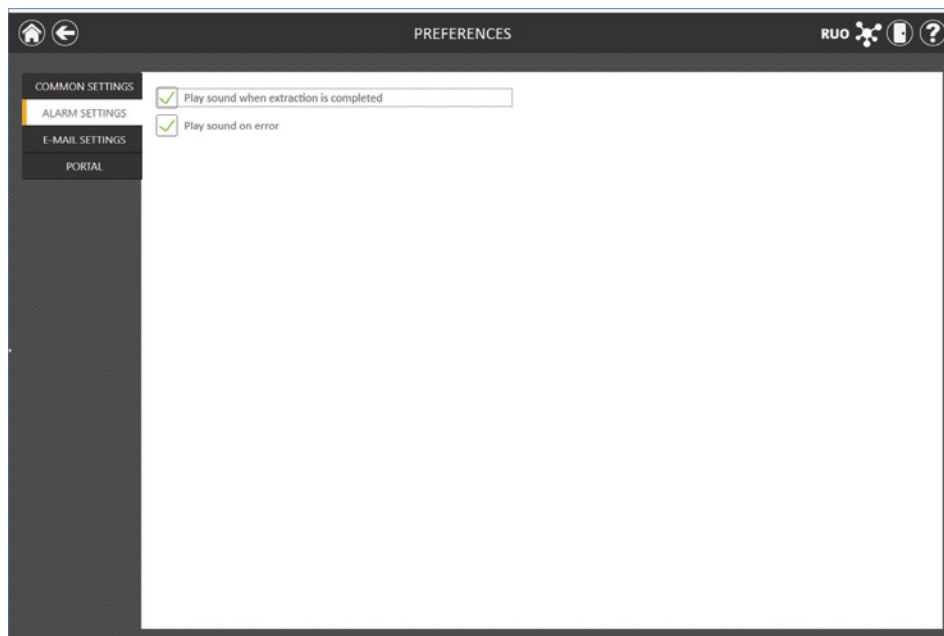 PREFERENCES
RUO
?
COMMON SETTINGS
ALARM SETTINGS
E-MAIL SETTINGS
PORTAL
Play sound when extraction is completed
Play sound on error